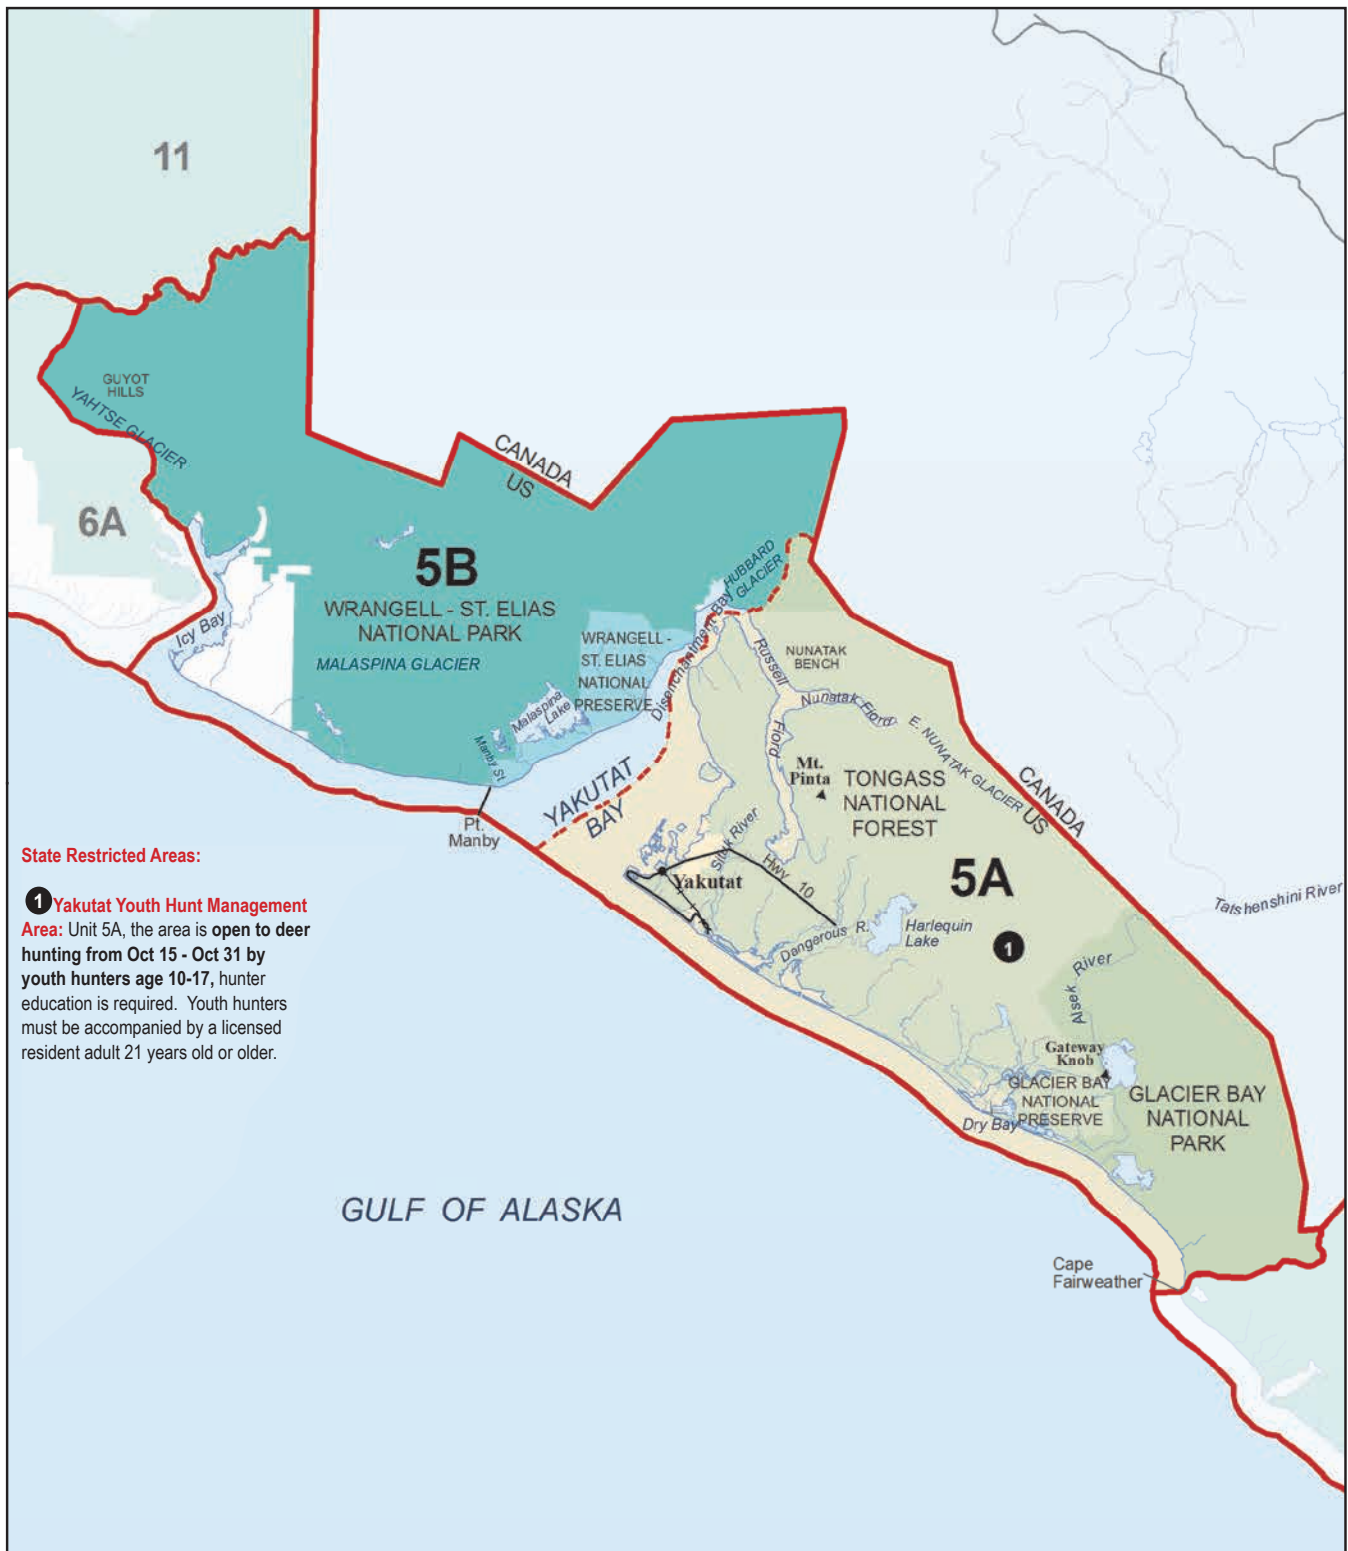 11
GUYOT
HILLS
YAHTSE GLACIER
CANADA
US
6A
5B
WRANGELL - ST. ELIAS
NATIONAL PARK
MALASPINA GLACIER
Icy Bay
HUBBARD
GLACIER
WRANGELL -
ST. ELIAS
NATIONAL
PRESERVE
Disenchantment Bay
Malaspina
Lake
Manby St
Russell
Fiord
NUNATAK
BENCH
Nunatak Fiord
E. NUNATAK GLACIER
CANADA
US
Mt.
Pinta
TONGASS
NATIONAL
FOREST
YAKUTAT
BAY
Pt.
Manby
Situk River
Hwy 10
Yakutat
5A
Dangerous R.
Harlequin
Lake
1
Tatshenshini River
Alsek River
Gateway
Knob
GLACIER BAY
NATIONAL
PRESERVE
GLACIER BAY
NATIONAL
PARK
Dry Bay
Cape
Fairweather
GULF OF ALASKA
State Restricted Areas:
1 Yakutat Youth Hunt Management
Area: Unit 5A, the area is open to deer
hunting from Oct 15 - Oct 31 by
youth hunters age 10-17, hunter
education is required. Youth hunters
must be accompanied by a licensed
resident adult 21 years old or older.